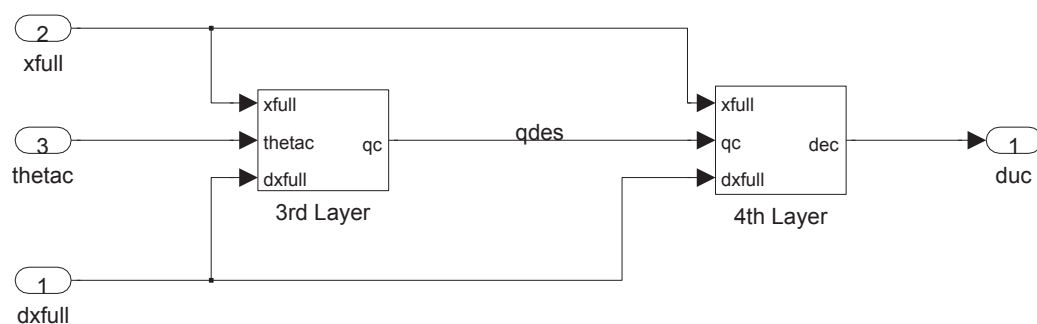 2
xfull
3
thetac
1
dxfull
xfull
thetac
dxfull
qc
3rd Layer
qdes
xfull
qc
dxfull
dec
4th Layer
1
duc